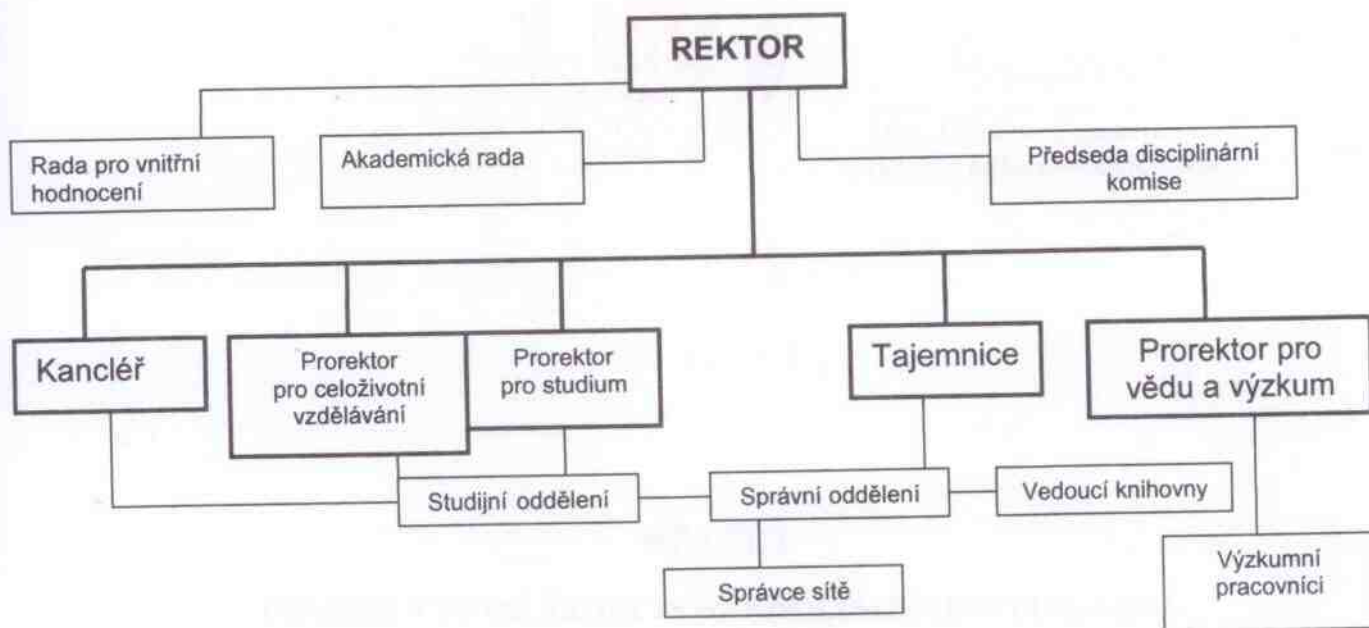 REKTOR
Rada pro vnitřní
hodnocení
Akademická rada
Předseda disciplinární
komise
Kancléř
Prorektor
pro celoživotní
vzdělávání
Prorektor
pro studium
Tajemnice
Prorektor pro
vědu a výzkum
Studijní oddělení
Správní oddělení
Vedoucí knihovny
Správce sítě
Výzkumní
pracovníci